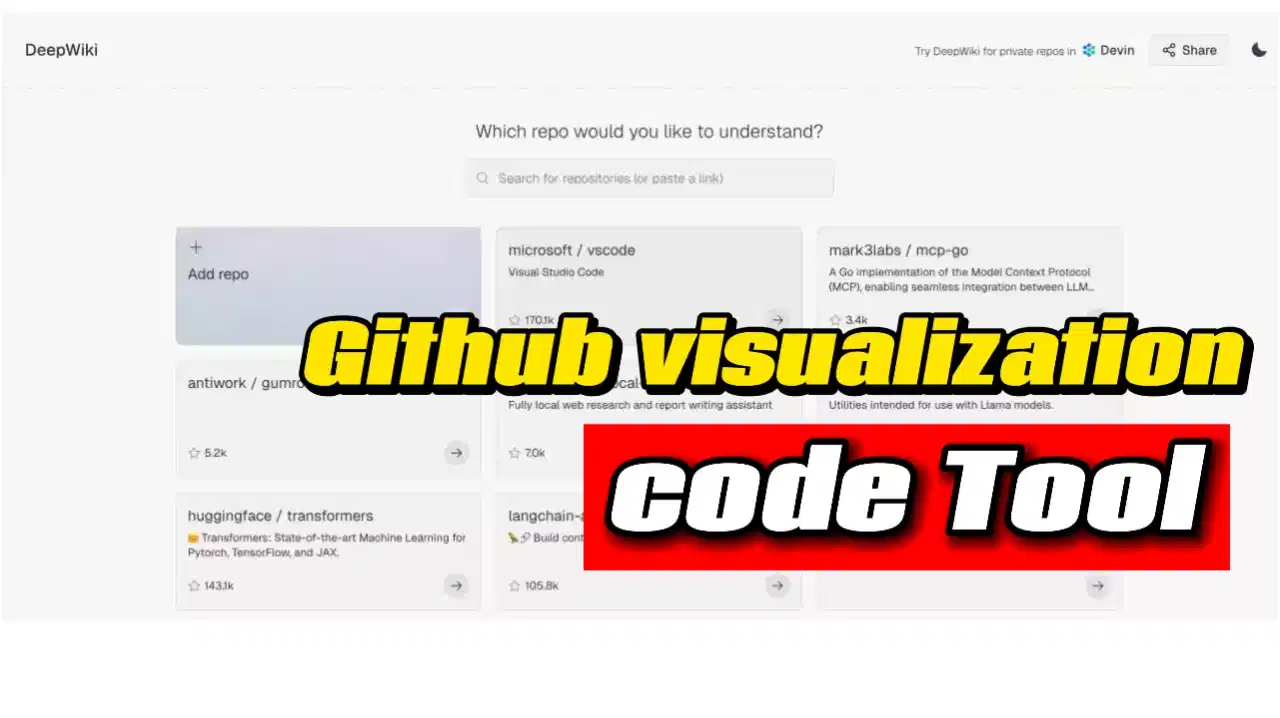 DeepWiki
Try DeepWiki for private repos in Devin
Share
Which repo would you like to understand?
Search for repositories (or paste a link)
Add repo
microsoft / vscode
Visual Studio Code
170.1k
mark3labs / mcp-go
A Go implementation of the Model Context Protocol
(MCP), enabling seamless integration between LLM...
3.4k
Github visualization
code Tool
antiwork / gumro
5.2k
Fully local web research and report writing assistant
7.0k
Utilities intended for use with Llama models.
huggingface / transformers
Transformers: State-of-the-art Machine Learning for
Pytorch, TensorFlow, and JAX.
143.1k
langchain-
Build cont
105.8k